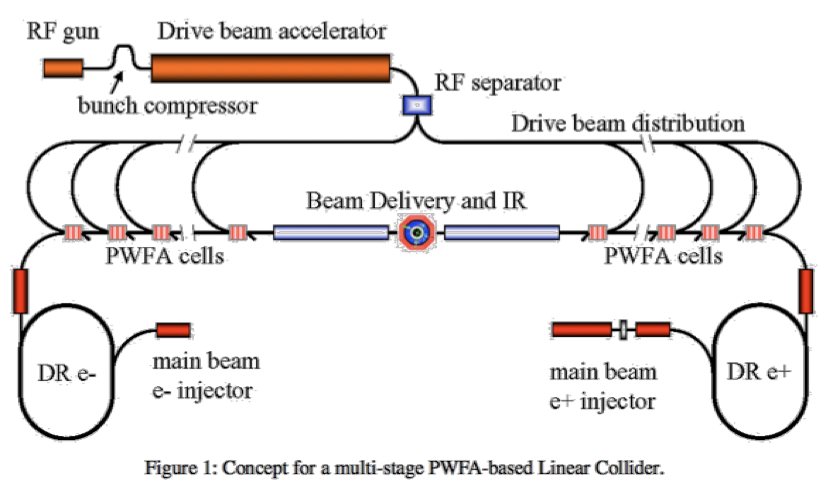 RF gun
Drive beam accelerator
bunch compressor
RF separator
Drive beam distribution
Beam Delivery and IR
PWFA cells
PWFA cells
DR e-
main beam
e- injector
main beam
e+ injector
DR e+
Figure 1: Concept for a multi-stage PWFA-based Linear Collider.